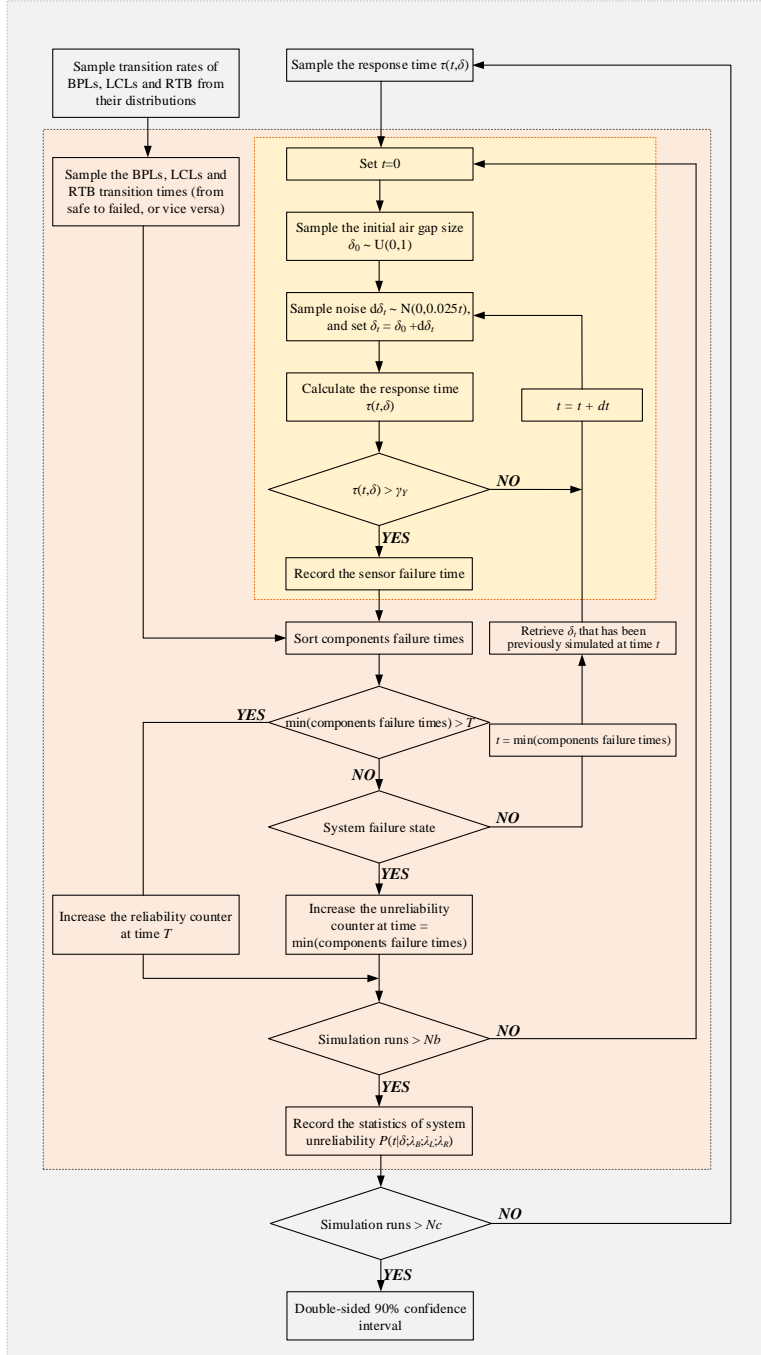 Sample transition rates of
BPLs, LCLs and RTB from
their distributions
Sample the response time τ(t,δ)
Sample the BPLs, LCLs and
RTB transition times (from
safe to failed, or vice versa)
Set t=0
Sample the initial air gap size
δ₀ ~ U(0,1)
Sample noise dδₜ ~ N(0,0.025t),
and set δₜ = δ₀ +dδₜ
Calculate the response time
τ(t,δ)
t = t + dt
τ(t,δ) > γY
NO
YES
Record the sensor failure time
Sort components failure times
Retrieve δₜ that has been
previously simulated at time t
YES
min(components failure times) > T
t = min(components failure times)
NO
System failure state
NO
YES
Increase the reliability counter
at time T
Increase the unreliability
counter at time =
min(components failure times)
Simulation runs > Nb
NO
YES
Record the statistics of system
unreliability P(t|δ;λB;λL;λR)
Simulation runs > Nc
NO
YES
Double-sided 90% confidence
interval